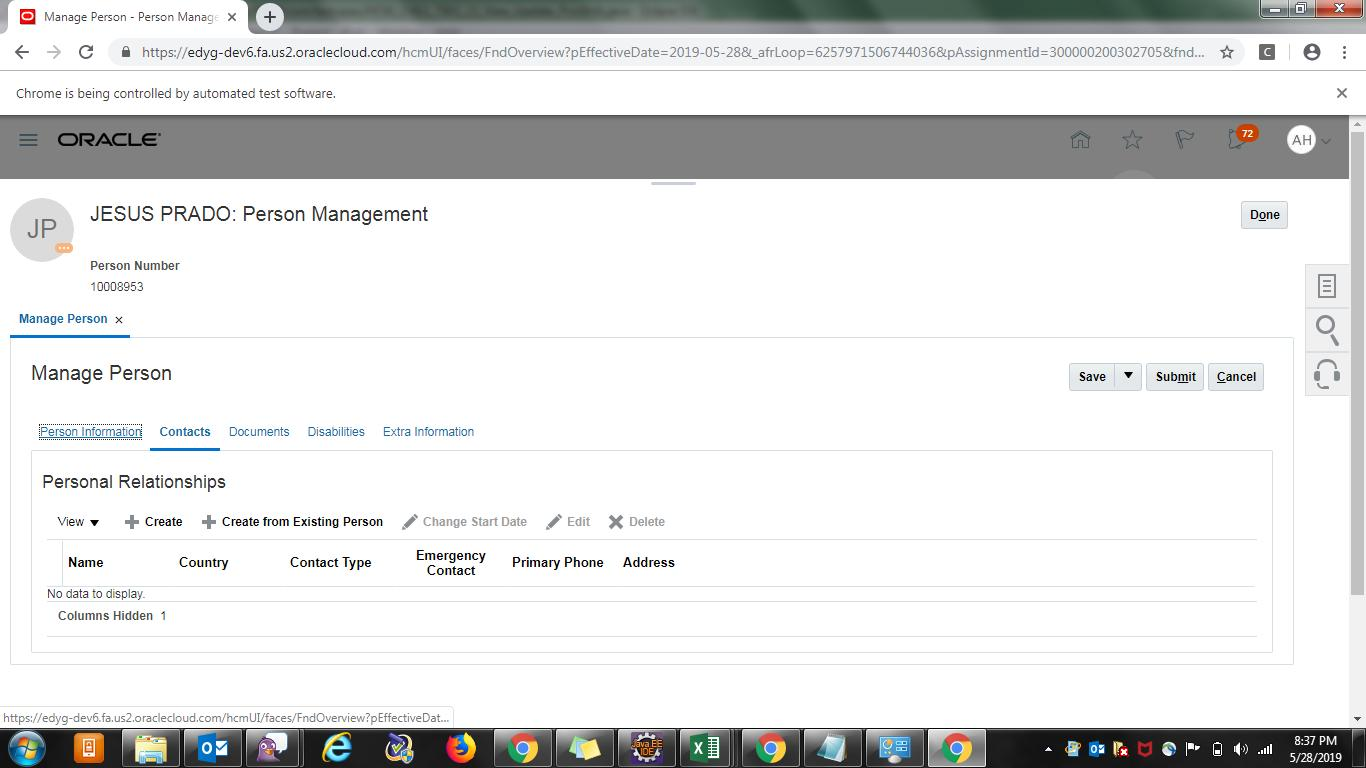 Manage Person - Person Manage
https://edyg-dev6.fa.us2.oraclecloud.com/hcmUI/faces/FndOverview?pEffectiveDate=2019-05-28&_afrLoop=6257971506744036&pAssignmentId=300000200302705&fnd...
C
Chrome is being controlled by automated test software.
ORACLE
72
AH
JP
JESUS PRADO: Person Management
Done
Person Number
10008953
Manage Person
Manage Person
Save
Submit
Cancel
Person Information
Contacts
Documents
Disabilities
Extra Information
Personal Relationships
View
Create
Create from Existing Person
Change Start Date
Edit
Delete
Name
Country
Contact Type
Emergency
Contact
Primary Phone
Address
No data to display.
Columns Hidden 1
https://edyg-dev6.fa.us2.oraclecloud.com/hcmUI/faces/FndOverview?pEffectiveDat...
Java EE
IDE
8:37 PM
5/28/2019